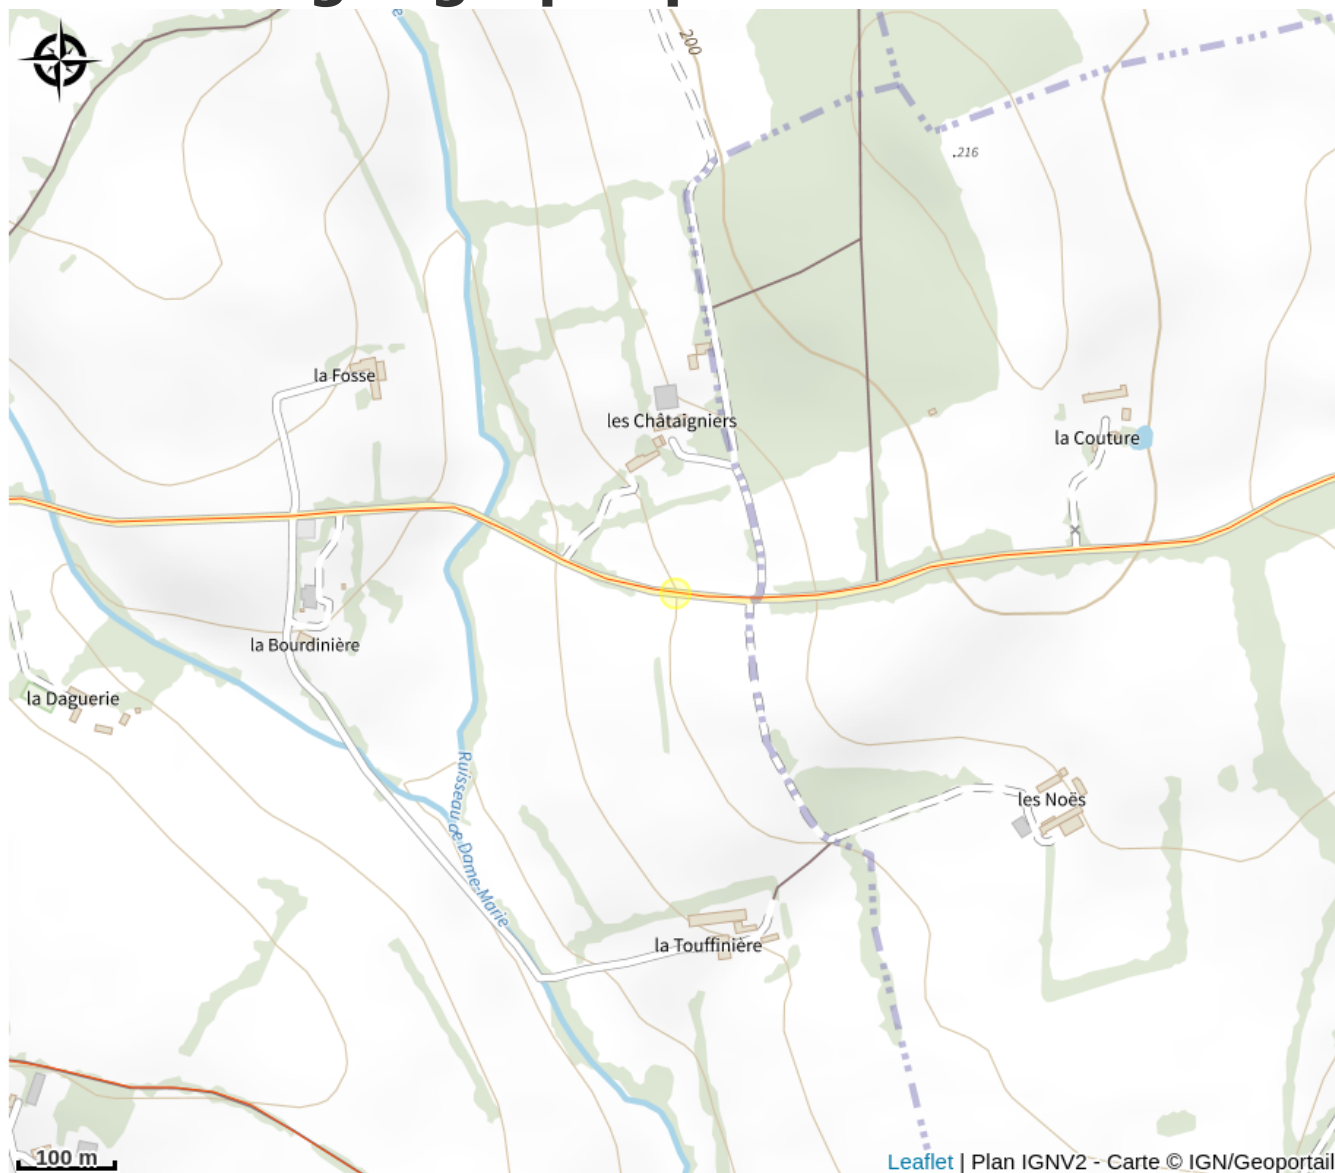 200
.216
la Fosse
les Châtaigniers
la Couture
la Bourdinière
la Daguerie
Ruisseau de Dame-Marie
les Noës
la Touffinière
100 m
Leaflet | Plan IGNV2 - Carte © IGN/Geoportail